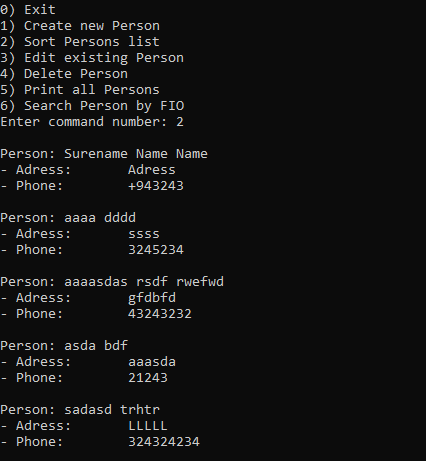 0) Exit
1) Create new Person
2) Sort Persons list
3) Edit existing Person
4) Delete Person
5) Print all Persons
6) Search Person by FIO
Enter command number: 2
Person: Surename Name Name
- Adress: Adress
- Phone: +943243
Person: aaaa dddd
- Adress: ssss
- Phone: 3245234
Person: aaaasdas rsdf rwefwd
- Adress: gfdbfd
- Phone: 43243232
Person: asda bdf
- Adress: aaasda
- Phone: 21243
Person: sadasd trhtr
- Adress: LLLLL
- Phone: 324324234